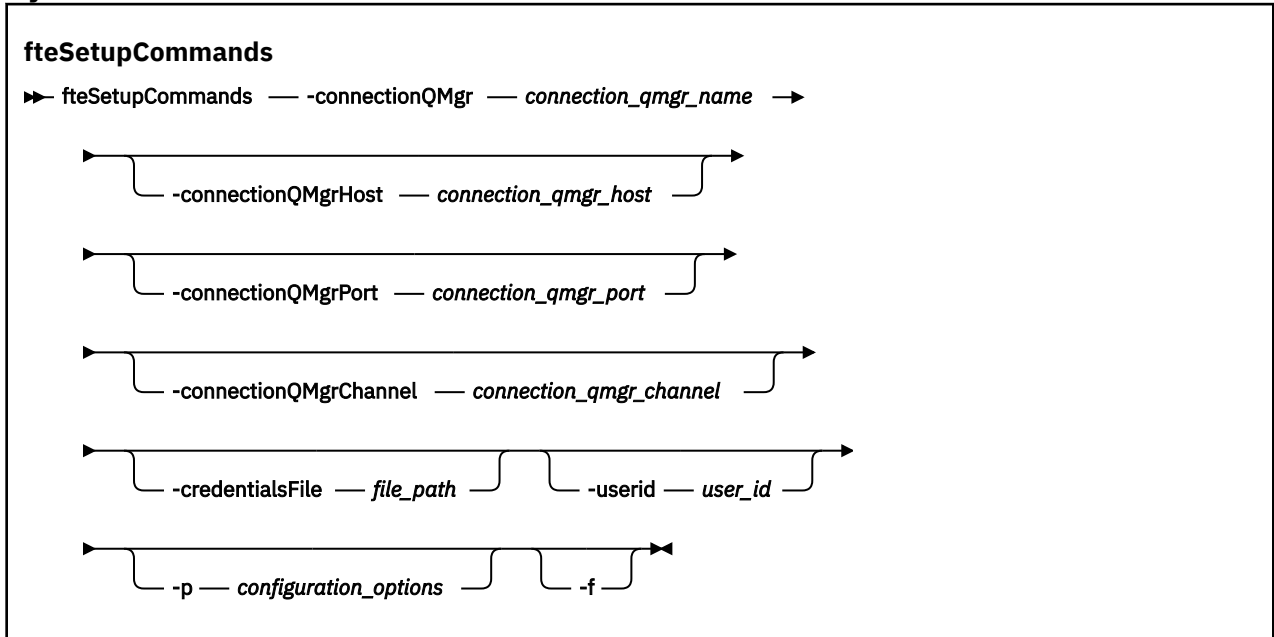 fteSetupCommands
fteSetupCommands -connectionQMgr connection_qmgr_name
-connectionQMgrHost connection_qmgr_host
-connectionQMgrPort connection_qmgr_port
-connectionQMgrChannel connection_qmgr_channel
-credentialsFile file_path -userid user_id
-p configuration_options -f